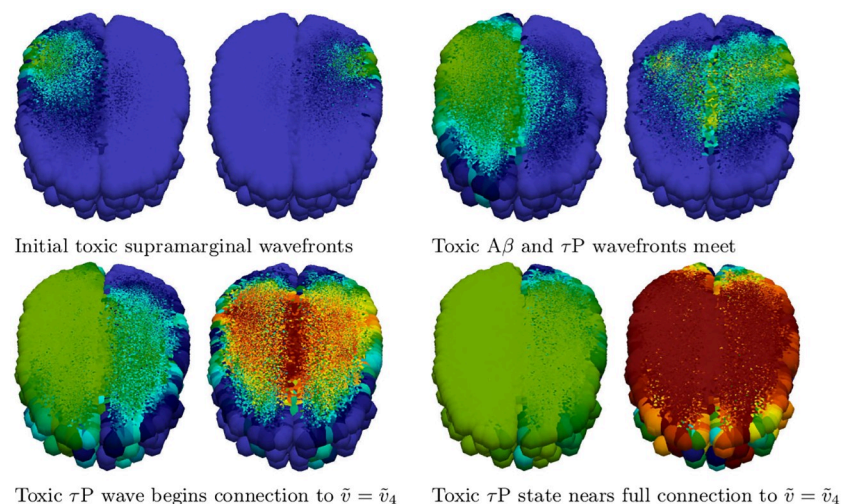 Initial toxic supramarginal wavefronts
Toxic Aβ and τP wavefronts meet
Toxic τP wave begins connection to ṽ = ṽ₄
Toxic τP state nears full connection to ṽ = ṽ₄